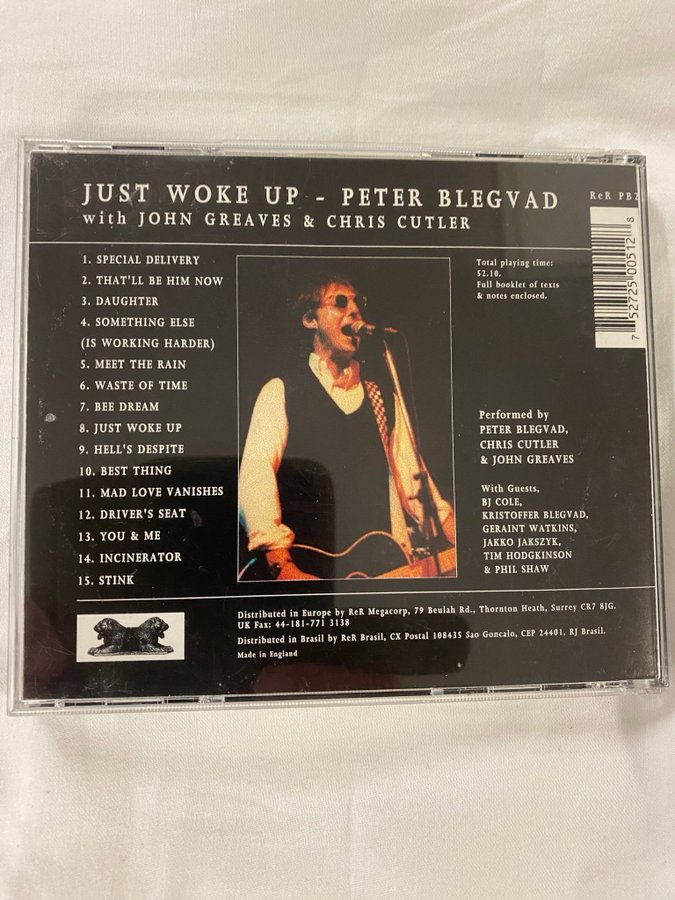 JUST WOKE UP - PETER BLEGVAD
with JOHN GREAVES & CHRIS CUTLER
ReR PB2
7 52725 00512 8
1. SPECIAL DELIVERY
2. THAT'LL BE HIM NOW
3. DAUGHTER
4. SOMETHING ELSE
(IS WORKING HARDER)
5. MEET THE RAIN
6. WASTE OF TIME
7. BEE DREAM
8. JUST WOKE UP
9. HELL'S DESPITE
10. BEST THING
11. MAD LOVE VANISHES
12. DRIVER'S SEAT
13. YOU & ME
14. INCINERATOR
15. STINK
Total playing time:
52.10.
Full booklet of texts
& notes enclosed.
Performed by
PETER BLEGVAD,
CHRIS CUTLER
& JOHN GREAVES
With Guests,
BJ COLE,
KRISTOFFER BLEGVAD,
GERAINT WATKINS,
JAKKO JAKSZYK,
TIM HODGKINSON
& PHIL SHAW
Distributed in Europe by ReR Megacorp, 79 Beulah Rd., Thornton Heath, Surrey CR7 8JG.
UK Fax: 44-181-771 3138
Distributed in Brasil by ReR Brasil, CX Postal 108435 Sao Goncalo, CEP 24401, RJ Brasil.
Made in England